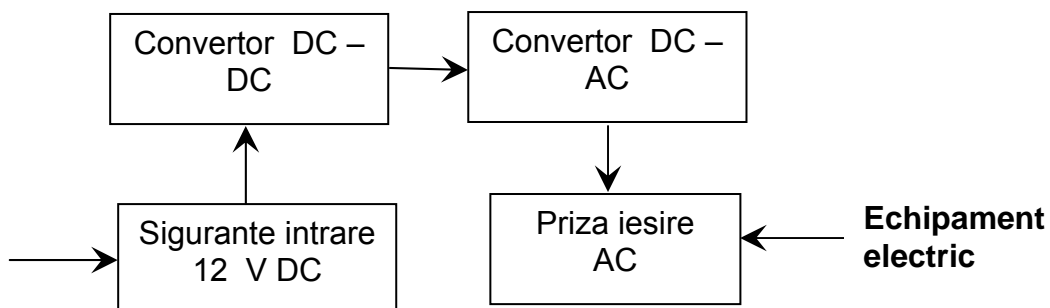 Convertor DC –
DC
Convertor DC –
AC
Sigurante intrare
12 V DC
Priza iesire
AC
Echipament
electric